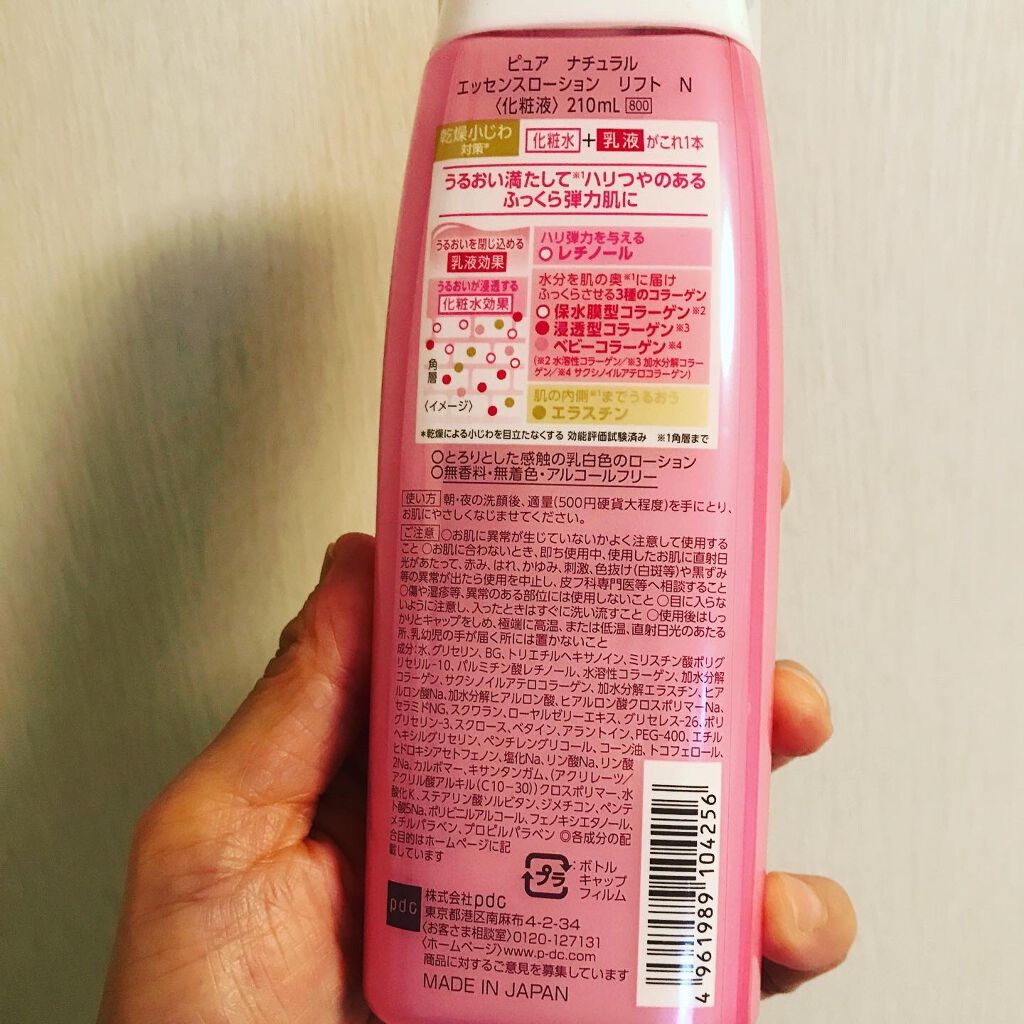 ピュア ナチュラル
エッセンスローション リフト N
〈化粧液〉210mL 800
乾燥小じわ
対策*
化粧水+乳液がこれ1本
うるおい満たして※1ハリつやのある
ふっくら弾力肌に
うるおいを閉じ込める
乳液効果
うるおいが浸透する
化粧水効果
角
層
〈イメージ〉
ハリ弾力を与える
レチノール
水分を肌の奥※1に届け
ふっくらさせる3種のコラーゲン
保水膜型コラーゲン※2
浸透型コラーゲン※3
ベビーコラーゲン※4
(※2 水溶性コラーゲン/※3 加水分解コラー
ゲン/※4 サクシノイルアテロコラーゲン)
肌の内側※1までうるおう
エラスチン
*乾燥による小じわを目立たなくする 効能評価試験済み ※1角層まで
○とろりとした感触の乳白色のローション
○無香料・無着色・アルコールフリー
使い方 朝・夜の洗顔後、適量(500円硬貨大程度)を手にとり、
お肌にやさしくなじませてください。
ご注意 ○お肌に異常が生じていないかよく注意して使用する
こと ○お肌に合わないとき、即ち使用中、使用したお肌に直射日
光があたって、赤み、はれ、かゆみ、刺激、色抜け(白斑等)や黒ずみ
等の異常が出たら使用を中止し、皮フ科専門医等へ相談すること
○傷や湿疹等、異常のある部位には使用しないこと ○目に入らな
いように注意し、入ったときはすぐに洗い流すこと ○使用後はしっ
かりとキャップをしめ、極端に高温、または低温、直射日光のあたる
所、乳幼児の手が届く所には置かないこと
成分:水、グリセリン、BG、トリエチルヘキサノイン、ミリスチン酸ポリグ
リセリル-10、パルミチン酸レチノール、水溶性コラーゲン、加水分解
コラーゲン、サクシノイルアテロコラーゲン、加水分解エラスチン、ヒア
ルロン酸Na、加水分解ヒアルロン酸、ヒアルロン酸クロスポリマーNa、
セラミドNG、スクワラン、ローヤルゼリーエキス、グリセレス-26、ポリ
グリセリン-3、スクロース、ベタイン、アラントイン、PEG-400、エチル
ヘキシルグリセリン、ペンチレングリコール、コーン油、トコフェロール、
ヒドロキシアセトフェノン、塩化Na、リン酸Na、リン酸
2Na、カルボマー、キサンタンガム、(アクリレーツ/
アクリル酸アルキル(C10-30))クロスポリマー、水
酸化K、ステアリン酸ソルビタン、ジメチコン、ペンテ
ト酸5Na、ポリビニルアルコール、フェノキシエタノール、
メチルパラベン、プロピルパラベン ◎各成分の配
合目的はホームページに記
載しています
プラ
:ボトル
キャップ
フィルム
pdc
株式会社pdc
東京都港区南麻布4-2-34
〈お客さま相談室〉0120-127131
〈ホームページ〉www.p-dc.com
商品に対するご意見を募集しています
MADE IN JAPAN
4 961989 104256